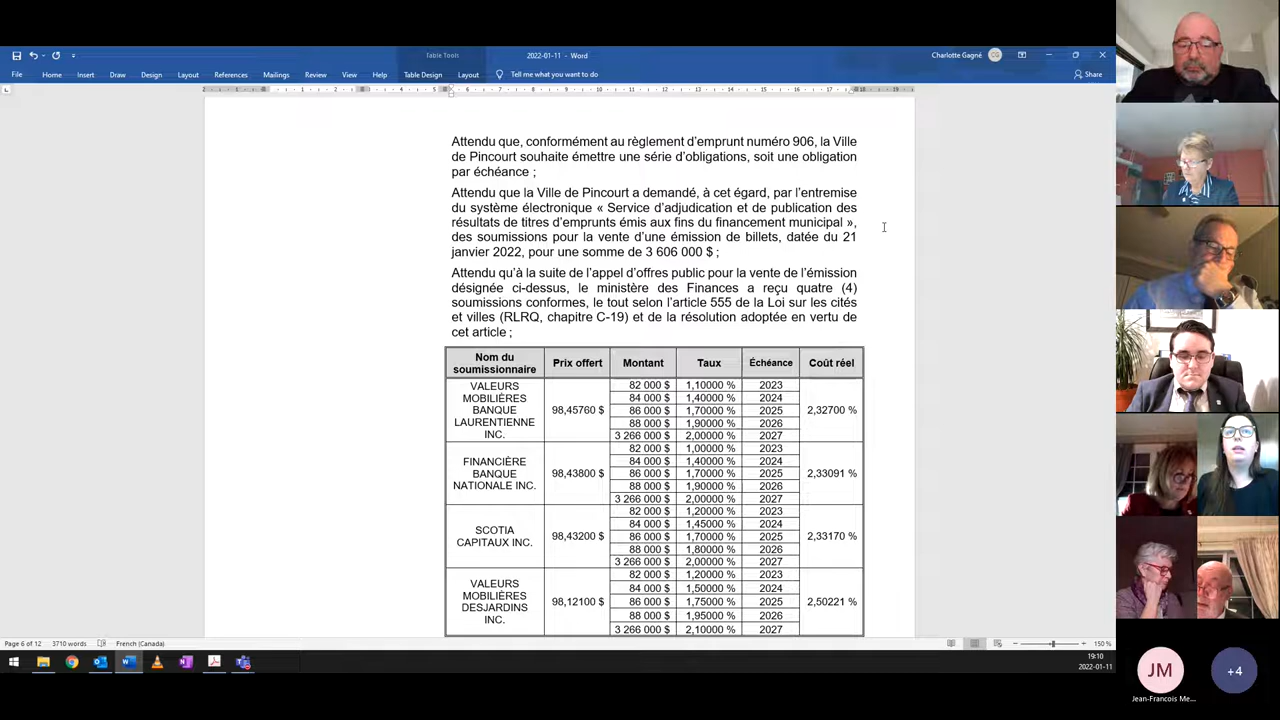 2022-01-11 - Word
Table Tools
Charlotte Gagné
CG
File
Home
Insert
Draw
Design
Layout
References
Mailings
Review
View
Help
Table Design
Layout
Tell me what you want to do
Share
Attendu que, conformément au règlement d'emprunt numéro 906, la Ville
de Pincourt souhaite émettre une série d'obligations, soit une obligation
par échéance ;
Attendu que la Ville de Pincourt a demandé, à cet égard, par l'entremise
du système électronique « Service d'adjudication et de publication des
résultats de titres d'emprunts émis aux fins du financement municipal »,
des soumissions pour la vente d'une émission de billets, datée du 21
janvier 2022, pour une somme de 3 606 000 $ ;
Attendu qu'à la suite de l'appel d'offres public pour la vente de l'émission
désignée ci-dessus, le ministère des Finances a reçu quatre (4)
soumissions conformes, le tout selon l'article 555 de la Loi sur les cités
et villes (RLRQ, chapitre C-19) et de la résolution adoptée en vertu de
cet article ;
Nom du soumissionnaire Prix offert Montant Taux Échéance Coût réel
VALEURS MOBILIÈRES BANQUE LAURENTIENNE INC. 98,45760 $ 82 000 $ 1,10000 % 2023 2,32700 %
84 000 $ 1,40000 % 2024
86 000 $ 1,70000 % 2025
88 000 $ 1,90000 % 2026
3 266 000 $ 2,00000 % 2027
FINANCIÈRE BANQUE NATIONALE INC. 98,43800 $ 82 000 $ 1,00000 % 2023 2,33091 %
84 000 $ 1,40000 % 2024
86 000 $ 1,70000 % 2025
88 000 $ 1,90000 % 2026
3 266 000 $ 2,00000 % 2027
SCOTIA CAPITAUX INC. 98,43200 $ 82 000 $ 1,20000 % 2023 2,33170 %
84 000 $ 1,45000 % 2024
86 000 $ 1,70000 % 2025
88 000 $ 1,80000 % 2026
3 266 000 $ 2,00000 % 2027
VALEURS MOBILIÈRES DESJARDINS INC. 98,12100 $ 82 000 $ 1,20000 % 2023 2,50221 %
84 000 $ 1,50000 % 2024
86 000 $ 1,75000 % 2025
88 000 $ 1,95000 % 2026
3 266 000 $ 2,10000 % 2027
Page 6 of 12
3710 words
French (Canada)
150 %
19:10
2022-01-11
JM
+4
Jean-Francois Me...